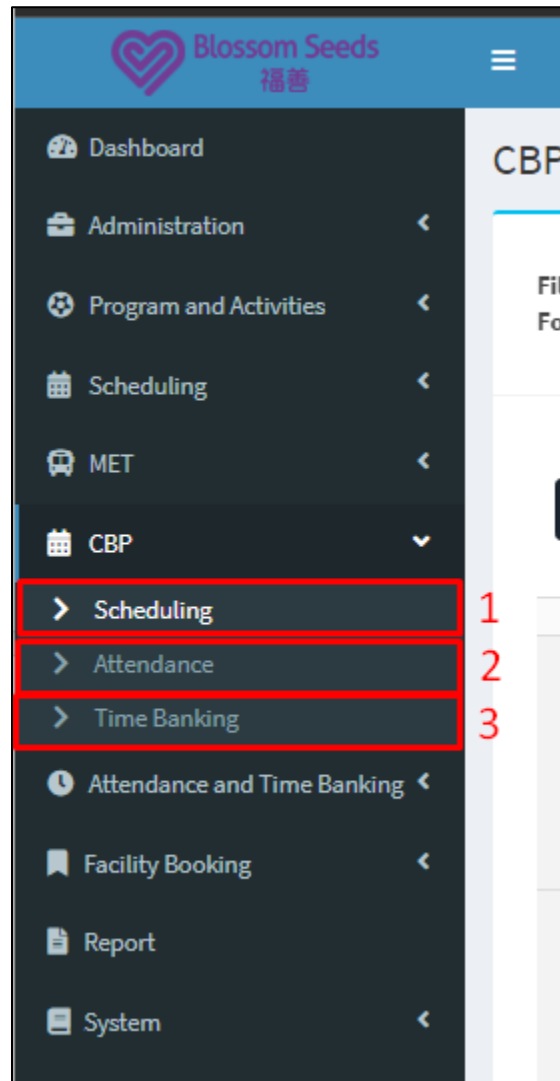 Blossom Seeds
福善
Dashboard
CBP
Administration
Program and Activities
Scheduling
MET
CBP
Scheduling
1
Attendance
2
Time Banking
3
Attendance and Time Banking
Facility Booking
Report
System